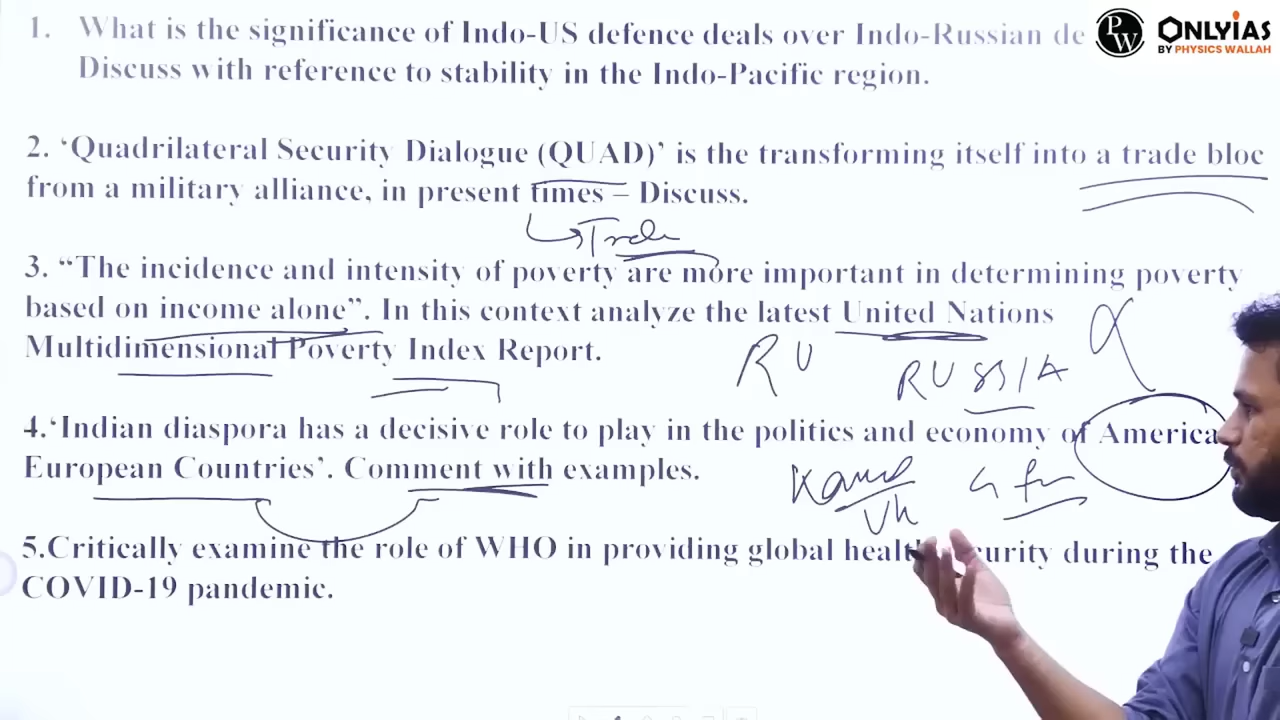 1. What is the significance of Indo-US defence deals over Indo-Russian de
Discuss with reference to stability in the Indo-Pacific region.
PW ONLYIAS
BY PHYSICS WALLAH
2. ‘Quadrilateral Security Dialogue (QUAD)’ is the transforming itself into a trade bloc
from a military alliance, in present times – Discuss.
Trade
3. “The incidence and intensity of poverty are more important in determining poverty
based on income alone”. In this context analyze the latest United Nations
Multidimensional Poverty Index Report.
RU RUSSIA
4.‘Indian diaspora has a decisive role to play in the politics and economy of America
European Countries’. Comment with examples.
5.Critically examine the role of WHO in providing global health security during the
COVID-19 pandemic.